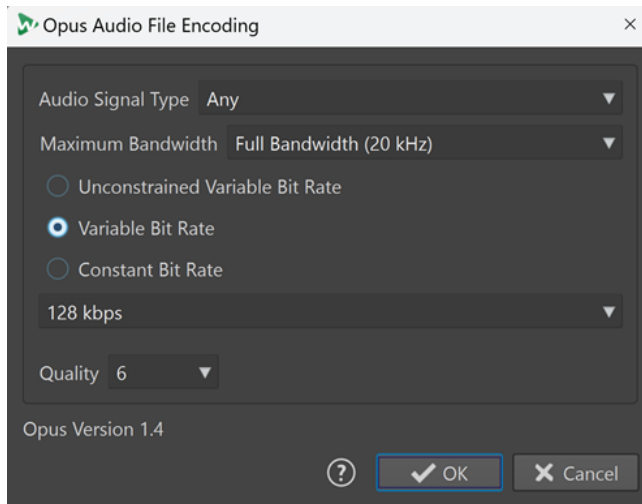 Opus Audio File Encoding
Audio Signal Type Any
Maximum Bandwidth Full Bandwidth (20 kHz)
Unconstrained Variable Bit Rate
Variable Bit Rate
Constant Bit Rate
128 kbps
Quality 6
Opus Version 1.4
? OK Cancel